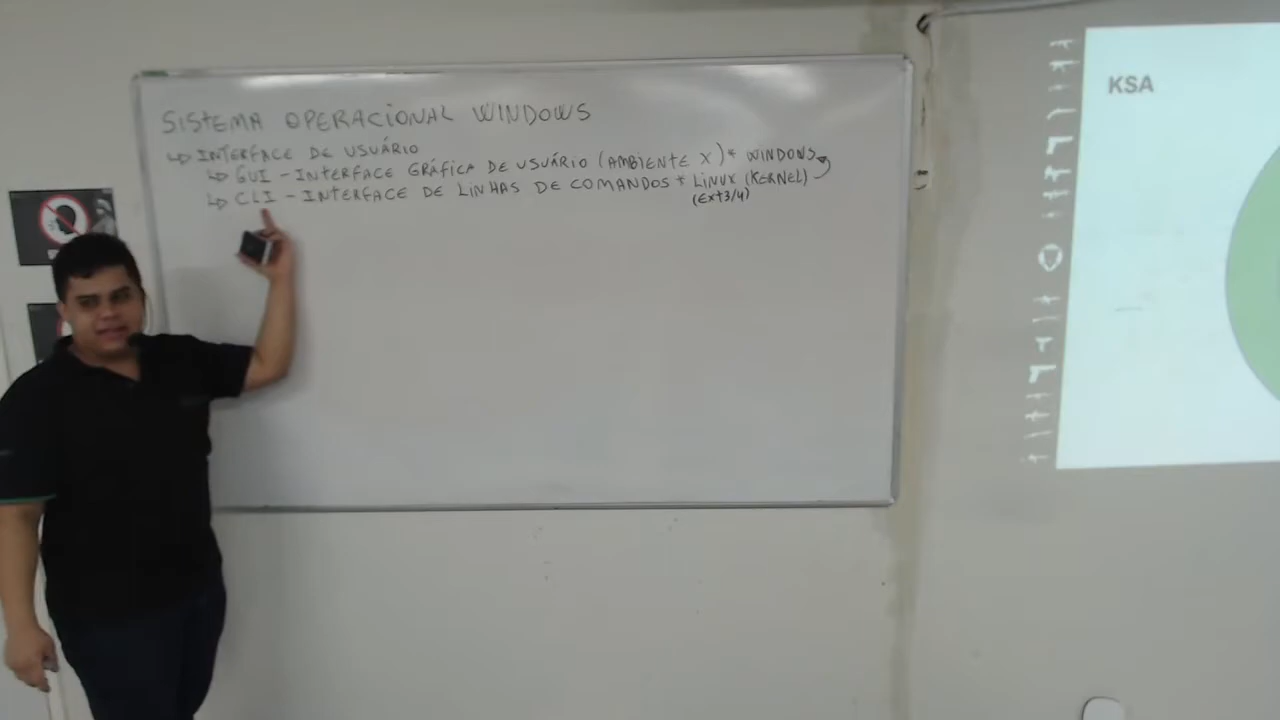 SISTEMA OPERACIONAL WINDOWS
↳ INTERFACE DE USUÁRIO
↳ GUI - INTERFACE GRÁFICA DE USUÁRIO (AMBIENTE X) * WINDOWS
↳ CLI - INTERFACE DE LINHAS DE COMANDOS * LINUX (KERNEL)
(Ext3/4)
KSA